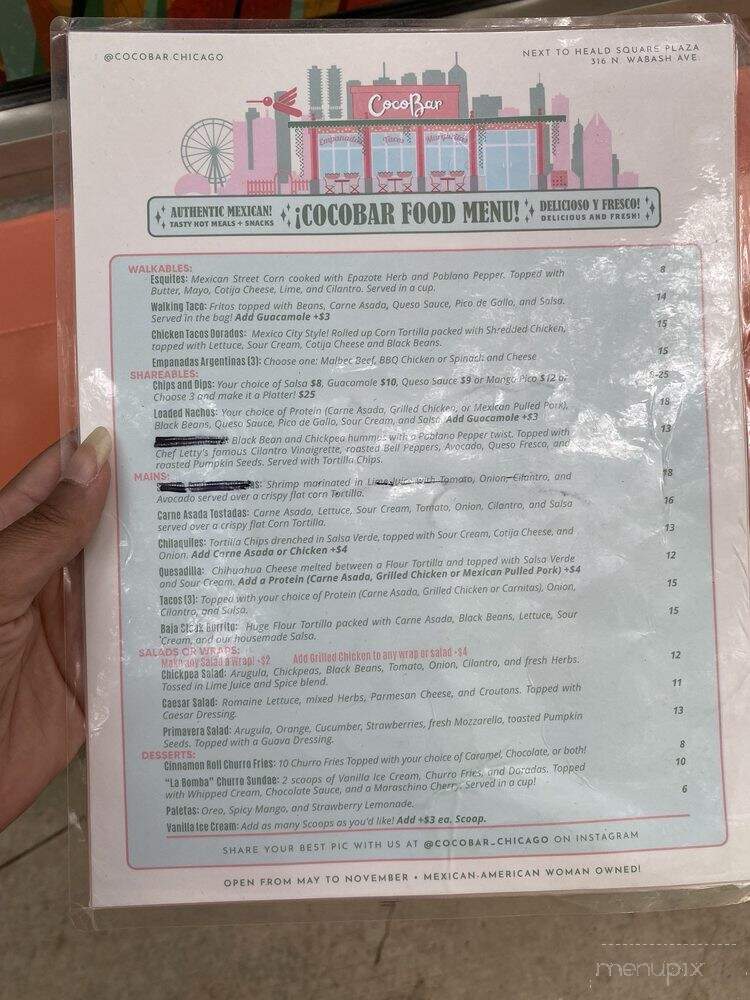 @COCOBAR.CHICAGO
NEXT TO HEALD SQUARE PLAZA
316 N. WABASH AVE.
CocoBar
Empanadas Tacos Margaritas
AUTHENTIC MEXICAN!
TASTY HOT MEALS + SNACKS
¡COCOBAR FOOD MENU!
DELICIOSO Y FRESCO!
DELICIOUS AND FRESH!
WALKABLES:
Esquites: Mexican Street Corn cooked with Epazote Herb and Poblano Pepper. Topped with 8
Butter, Mayo, Cotija Cheese, Lime, and Cilantro. Served in a cup.
Walking Taco: Fritos topped with Beans, Carne Asada, Queso Sauce, Pico de Gallo, and Salsa. 14
Served in the bag! Add Guacamole +$3
Chicken Tacos Dorados: Mexico City Style! Rolled up Corn Tortilla packed with Shredded Chicken, 15
topped with Lettuce, Sour Cream, Cotija Cheese and Black Beans.
Empanadas Argentinas (3): Choose one: Malbec Beef, BBQ Chicken or Spinach and Cheese 15
SHAREABLES:
Chips and Dips: Your choice of Salsa $8, Guacamole $10, Queso Sauce $9 or Mango Pico $12 or -25
Choose 3 and make it a Platter! $25
Loaded Nachos: Your choice of Protein (Carne Asada, Grilled Chicken, or Mexican Pulled Pork), 18
Black Beans, Queso Sauce, Pico de Gallo, Sour Cream, and Salsa. Add Guacamole +$3
Black Bean and Chickpea hummus with a Poblano Pepper twist. Topped with 13
Chef Letty's famous Cilantro Vinaigrette, roasted Bell Peppers, Avocado, Queso Fresco, and
roasted Pumpkin Seeds. Served with Tortilla Chips.
MAINS:
Shrimp marinated in Lime Juice with Tomato, Onion, Cilantro, and 18
Avocado served over a crispy flat corn Tortilla.
Carne Asada Tostadas: Carne Asada, Lettuce, Sour Cream, Tomato, Onion, Cilantro, and Salsa 16
served over a crispy flat Corn Tortilla.
Chilaquiles: Tortilla Chips drenched in Salsa Verde, topped with Sour Cream, Cotija Cheese, and 13
Onion. Add Carne Asada or Chicken +$4
Quesadilla: Chihuahua Cheese melted between a Flour Tortilla and topped with Salsa Verde 12
and Sour Cream. Add a Protein (Carne Asada, Grilled Chicken or Mexican Pulled Pork) +$4
Tacos (3): Topped with your choice of Protein (Carne Asada, Grilled Chicken or Carnitas), Onion, 15
Cilantro, and Salsa.
Baja Steak Burrito: Huge Flour Tortilla packed with Carne Asada, Black Beans, Lettuce, Sour 15
Cream, and our housemade Salsa.
SALADS OR WRAPS:
Make any Salad a Wrap! +$2 Add Grilled Chicken to any wrap or salad +$4
Chickpea Salad: Arugula, Chickpeas, Black Beans, Tomato, Onion, Cilantro, and fresh Herbs. 12
Tossed in Lime Juice and Spice blend.
Caesar Salad: Romaine Lettuce, mixed Herbs, Parmesan Cheese, and Croutons. Topped with 11
Caesar Dressing.
Primavera Salad: Arugula, Orange, Cucumber, Strawberries, fresh Mozzarella, toasted Pumpkin 13
Seeds. Topped with a Guava Dressing.
DESSERTS:
Cinnamon Roll Churro Fries: 10 Churro Fries Topped with your choice of Caramel, Chocolate, or both! 8
"La Bomba" Churro Sundae: 2 scoops of Vanilla Ice Cream, Churro Fries, and Doradas. Topped 10
with Whipped Cream, Chocolate Sauce, and a Maraschino Cherry. Served in a cup!
Paletas: Oreo, Spicy Mango, and Strawberry Lemonade. 6
Vanilla Ice Cream: Add as many Scoops as you'd like! Add +$3 ea. Scoop.
SHARE YOUR BEST PIC WITH US AT @COCOBAR_CHICAGO ON INSTAGRAM
OPEN FROM MAY TO NOVEMBER • MEXICAN-AMERICAN WOMAN OWNED!
menupix